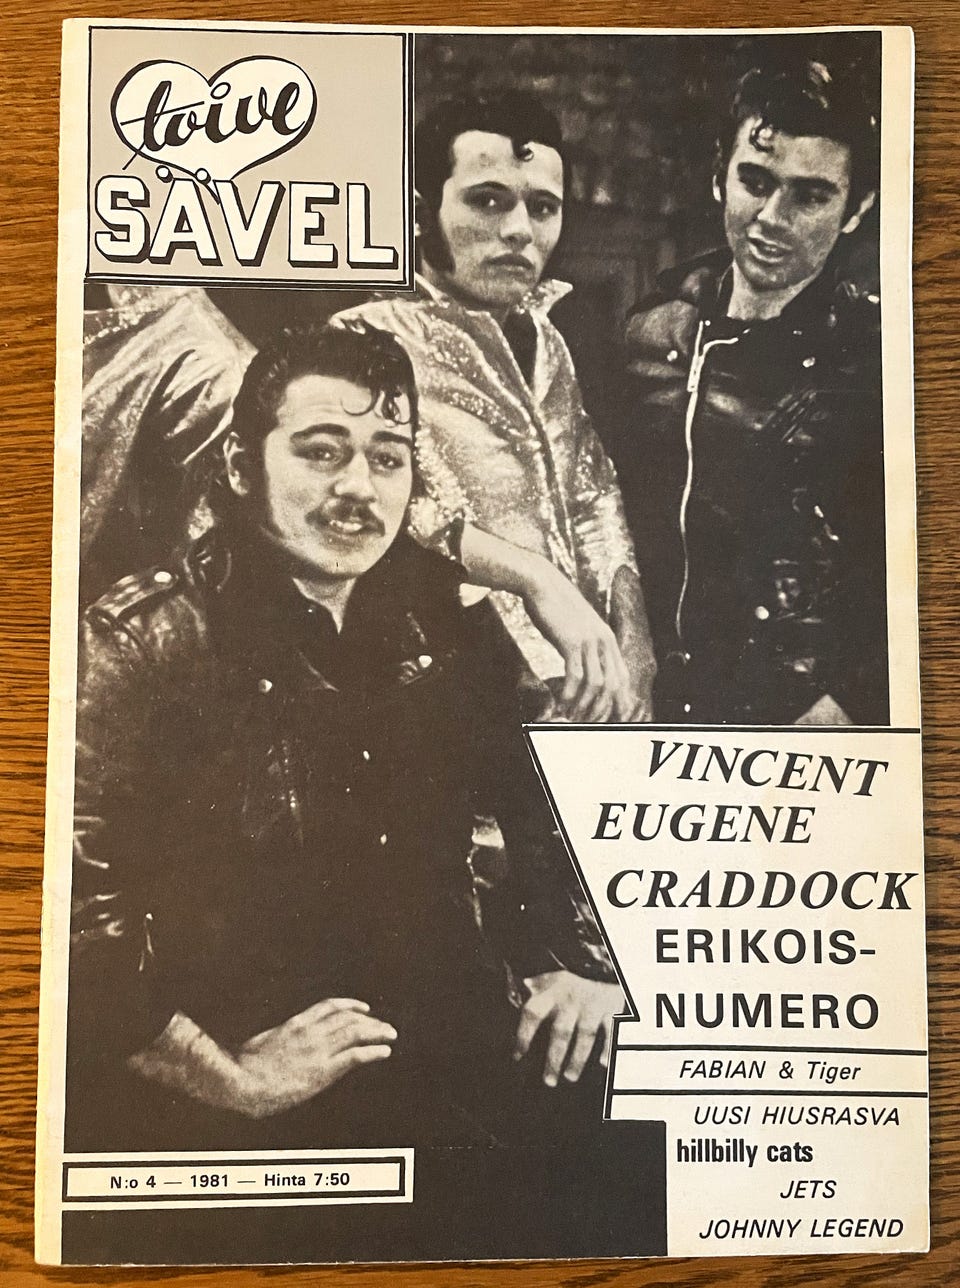 toive
SÄVEL
VINCENT
EUGENE
CRADDOCK
ERIKOIS-
NUMERO
FABIAN & Tiger
UUSI HIUSRASVA
hillbilly cats
JETS
JOHNNY LEGEND
N:o 4 — 1981 — Hinta 7:50